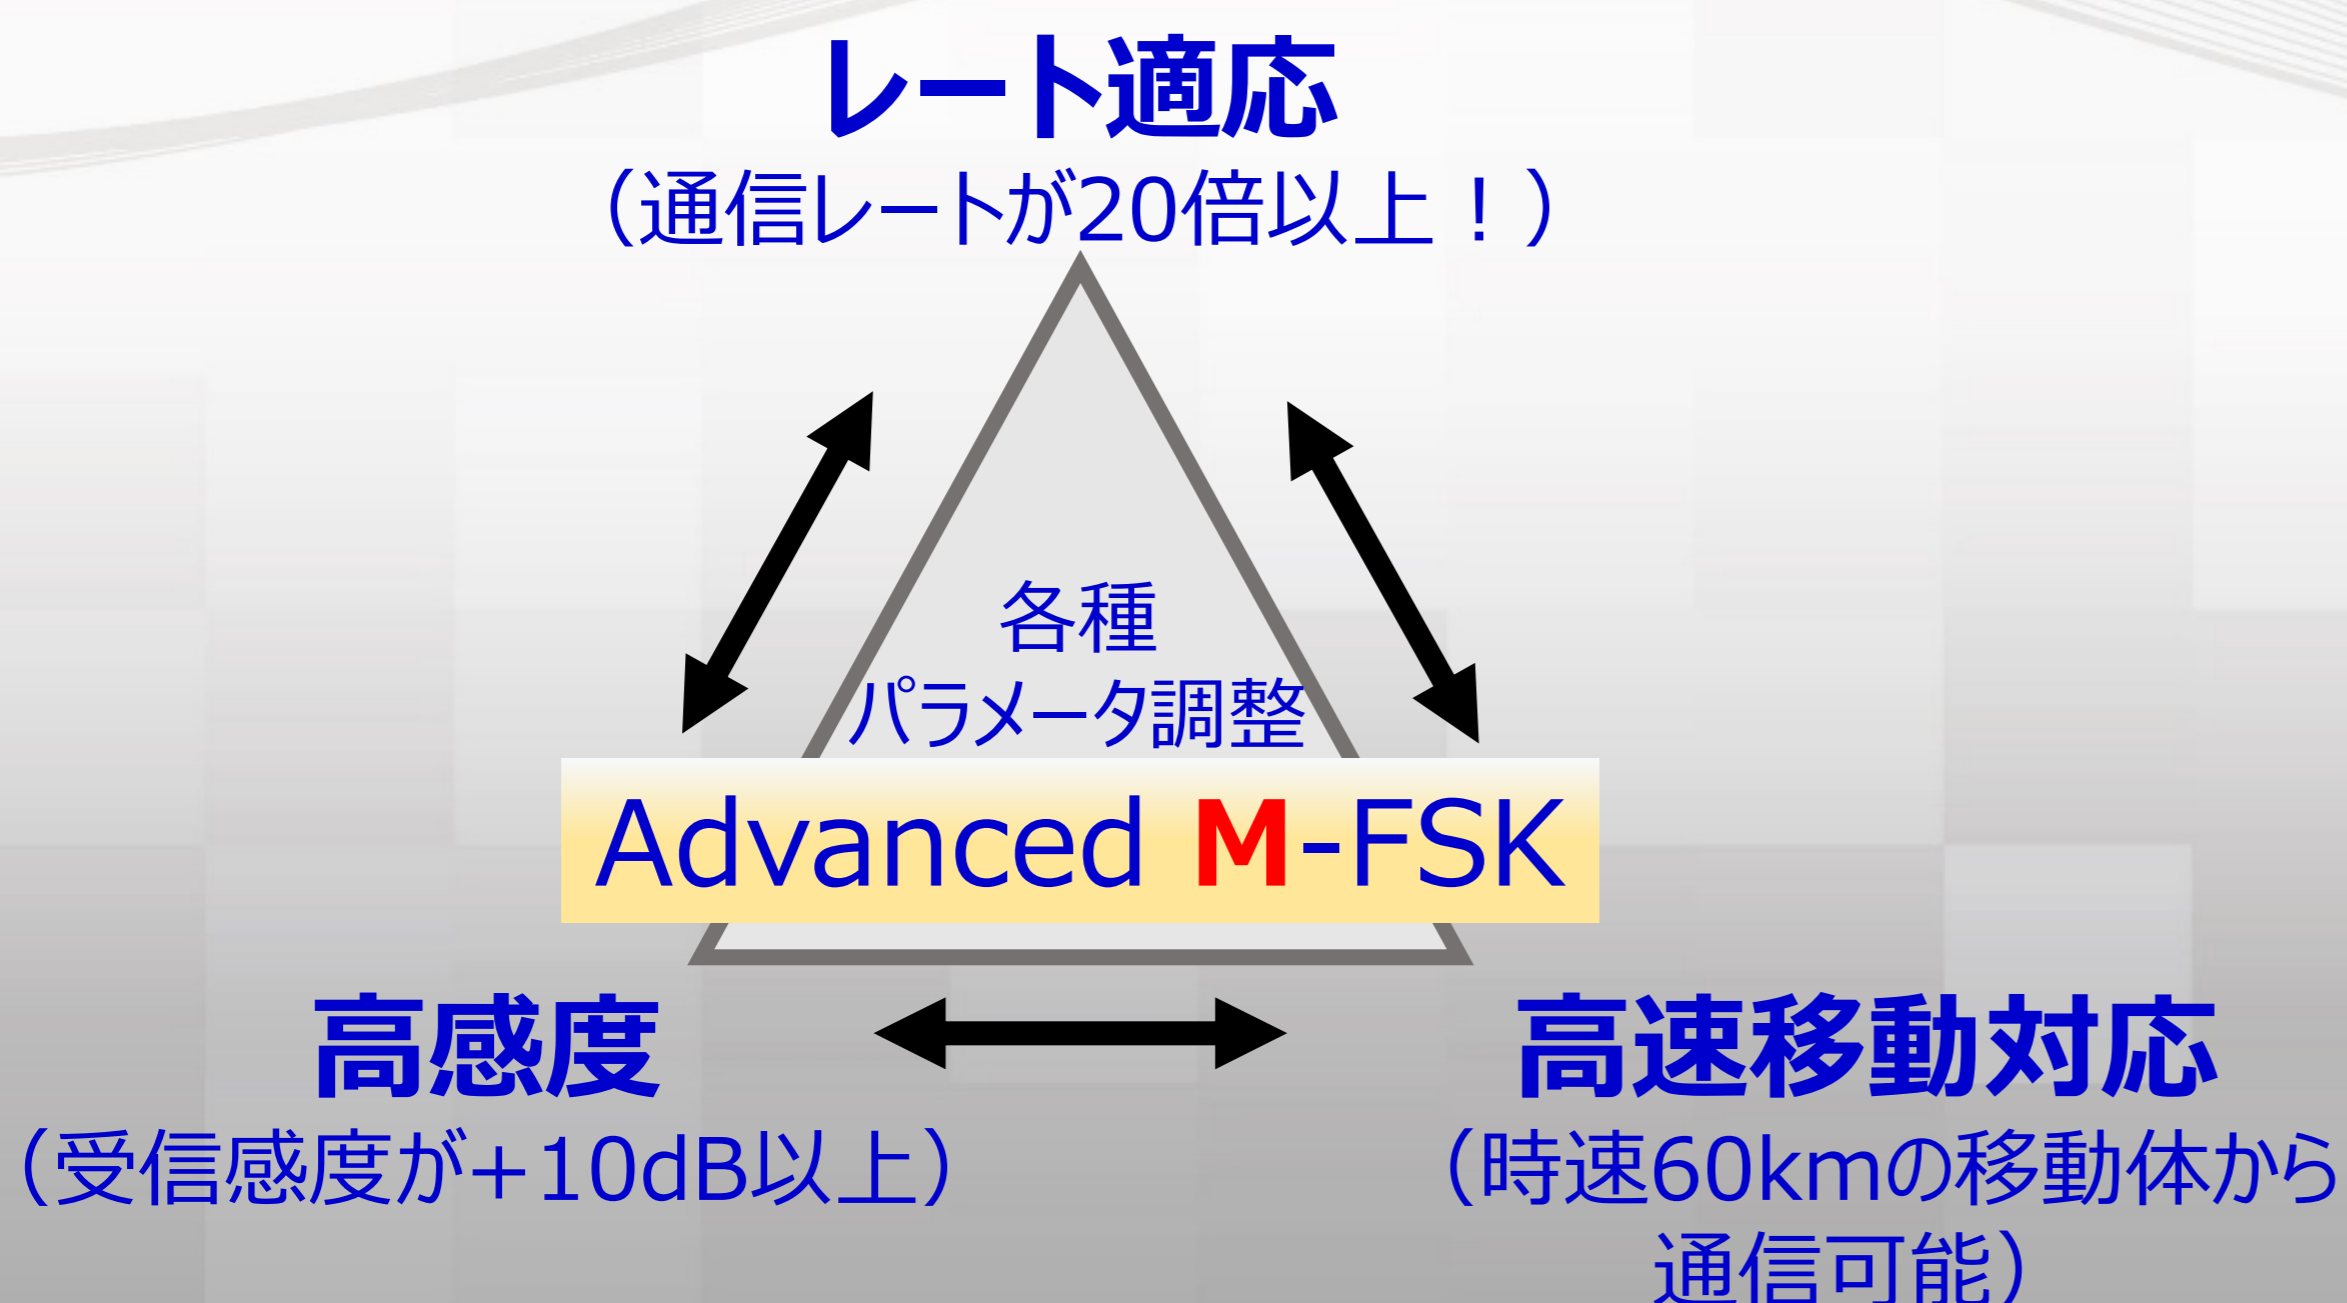 レート適応
（通信レートが20倍以上！）
各種
パラメータ調整
Advanced M-FSK
高感度
（受信感度が+10dB以上）
高速移動対応
（時速60kmの移動体から
通信可能）